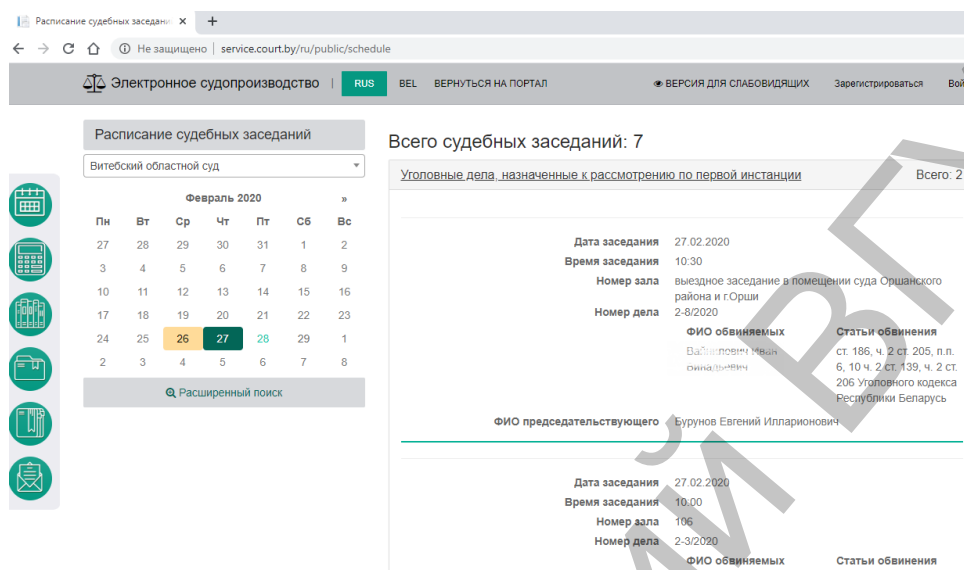 Расписание судебных заседани
Не защищено | service.court.by/ru/public/schedule
Электронное судопроизводство | RUS BEL ВЕРНУТЬСЯ НА ПОРТАЛ ВЕРСИЯ ДЛЯ СЛАБОВИДЯЩИХ Зарегистрироваться Вой
Расписание судебных заседаний
Витебский областной суд
Февраль 2020 »
Пн Вт Ср Чт Пт Сб Вс
27 28 29 30 31 1 2
3 4 5 6 7 8 9
10 11 12 13 14 15 16
17 18 19 20 21 22 23
24 25 26 27 28 29 1
2 3 4 5 6 7 8
Расширенный поиск
Всего судебных заседаний: 7
Уголовные дела, назначенные к рассмотрению по первой инстанции Всего: 2
Дата заседания 27.02.2020
Время заседания 10:30
Номер зала выездное заседание в помещении суда Оршанского
района и г.Орши
Номер дела 2-8/2020
ФИО обвиняемых Статьи обвинения
Иван
ст. 186, ч. 2 ст. 205, п.п.
6, 10 ч. 2 ст. 139, ч. 2 ст.
206 Уголовного кодекса
Республики Беларусь
ФИО председательствующего Бурунов Евгений Илларионович
Дата заседания 27.02.2020
Время заседания 10:00
Номер зала 106
Номер дела 2-3/2020
ФИО обвиняемых Статьи обвинения